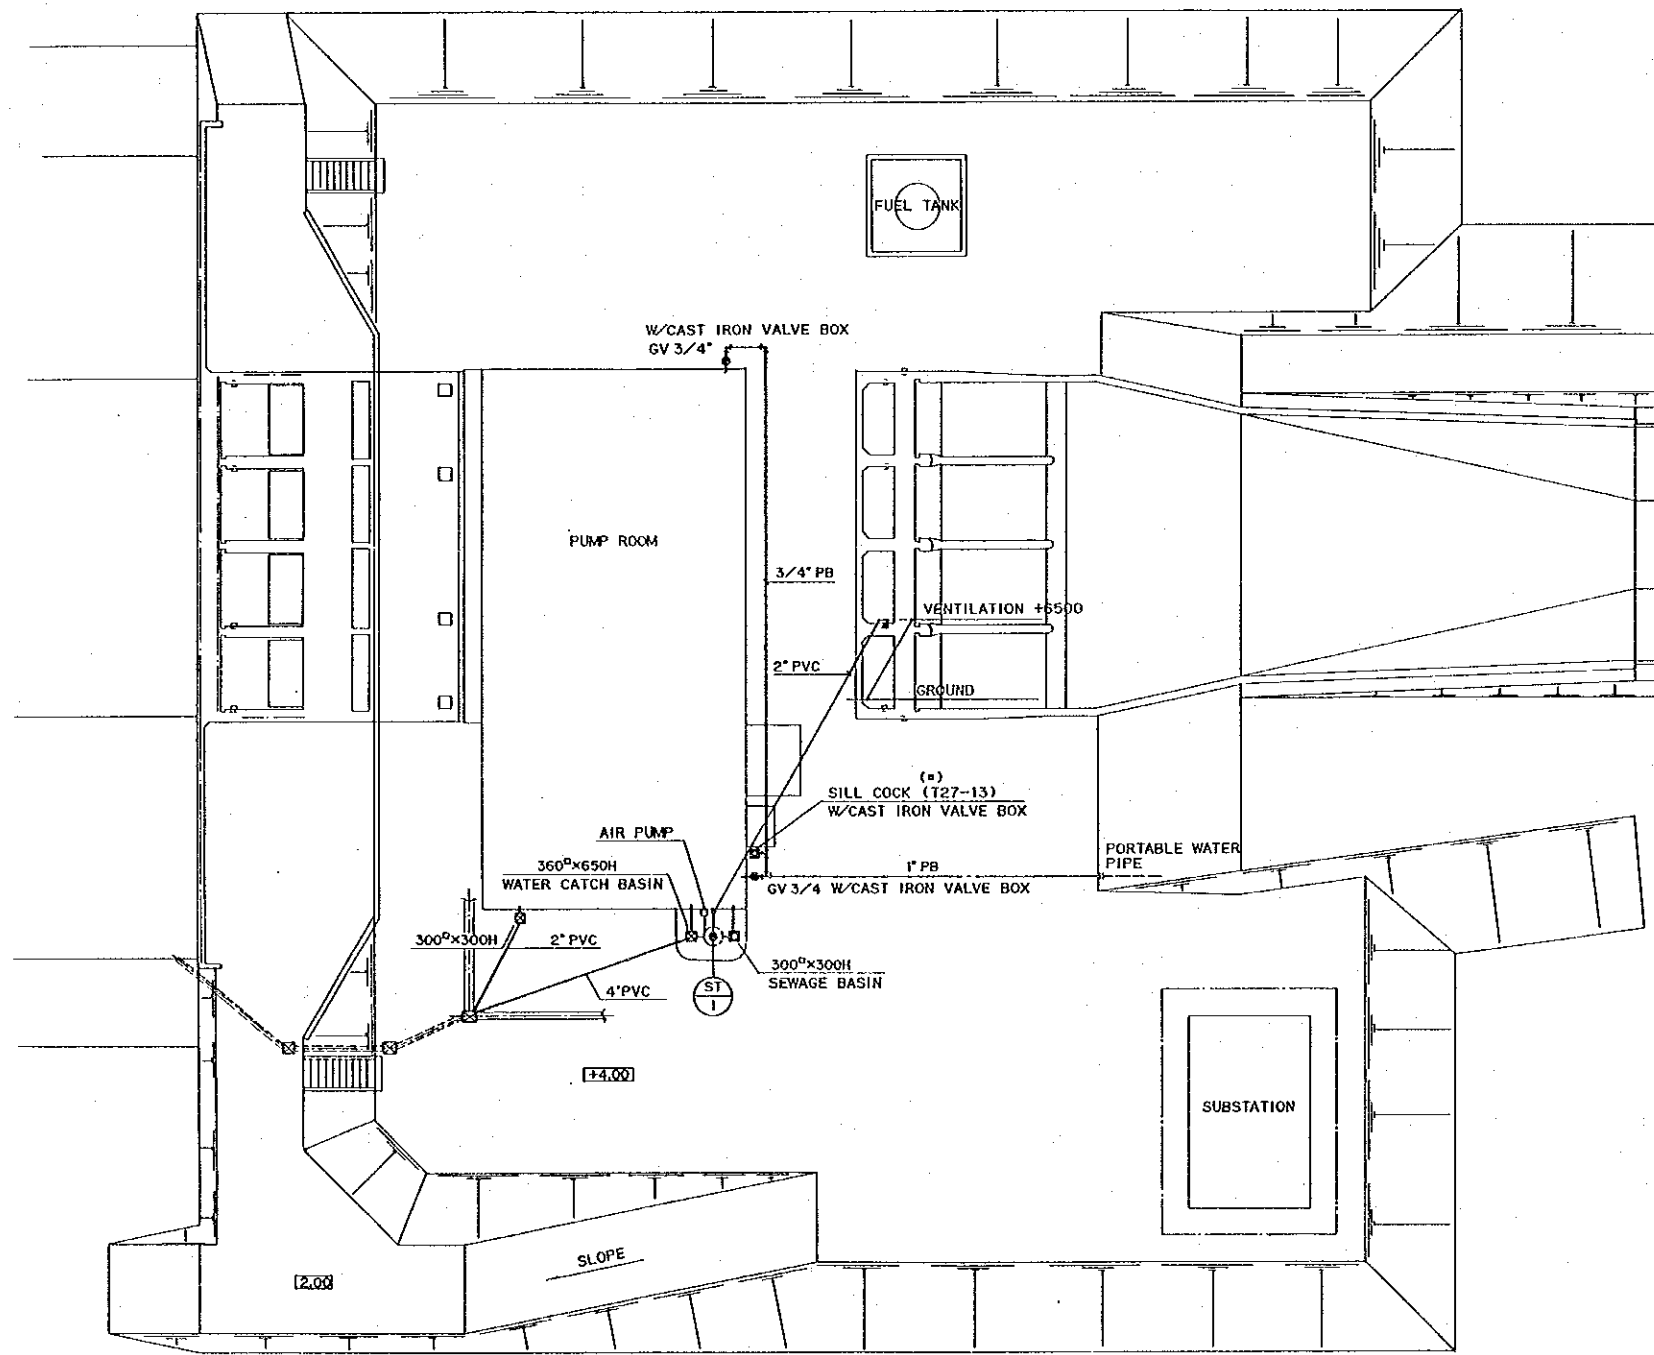 FUEL TANK
W/CAST IRON VALVE BOX
GV 3/4"
PUMP ROOM
3/4" PB
VENTILATION +6500
2" PVC
GROUND
(¤)
SILL COCK (T27-13)
W/CAST IRON VALVE BOX
AIR PUMP
360□×650H
WATER CATCH BASIN
1" PB
PORTABLE WATER
PIPE
GV 3/4 W/CAST IRON VALVE BOX
300□×300H
2" PVC
300□×300H
SEWAGE BASIN
4"PVC
ST
1
+4.00
SUBSTATION
SLOPE
2.00